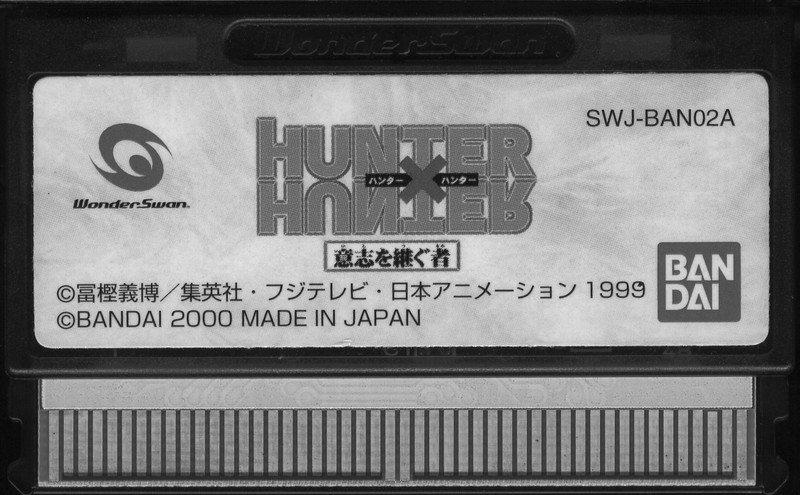 WonderSwan
SWJ-BAN02A
HUNTER
ハンター×ハンター
HUNTER
WonderSwan
意志を継ぐ者
©冨樫義博／集英社・フジテレビ・日本アニメーション 1999
©BANDAI 2000 MADE IN JAPAN
BAN
DAI